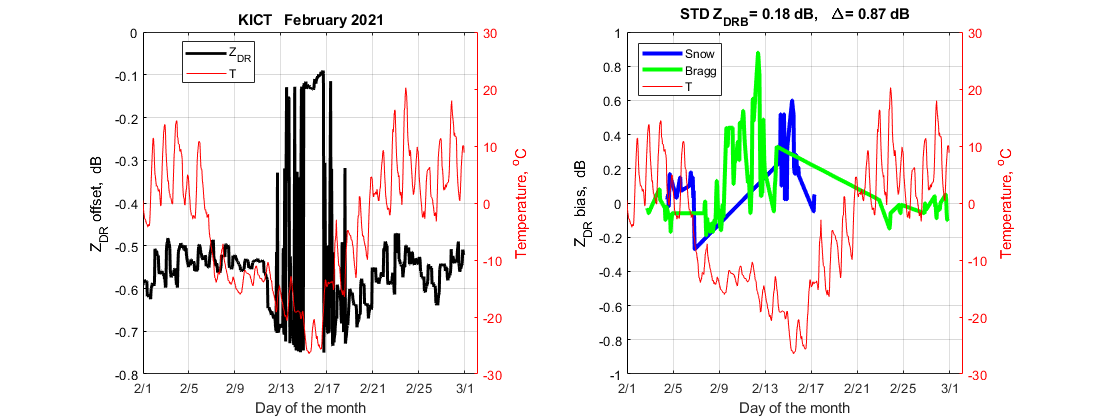 KICT   February 2021
Z_DR
T
0
-0.1
-0.2
-0.3
-0.4
-0.5
-0.6
-0.7
-0.8
Z_DR offset,  dB
30
20
10
0
-10
-20
-30
Temperature, °C
2/1 2/5 2/9 2/13 2/17 2/21 2/25 3/1
Day of the month
STD Z_DRB = 0.18 dB,   Δ= 0.87 dB
Snow
Bragg
T
1
0.8
0.6
0.4
0.2
0
-0.2
-0.4
-0.6
-0.8
-1
Z_DR bias,  dB
30
20
10
0
-10
-20
-30
Temperature, °C
2/1 2/5 2/9 2/13 2/17 2/21 2/25 3/1
Day of the month